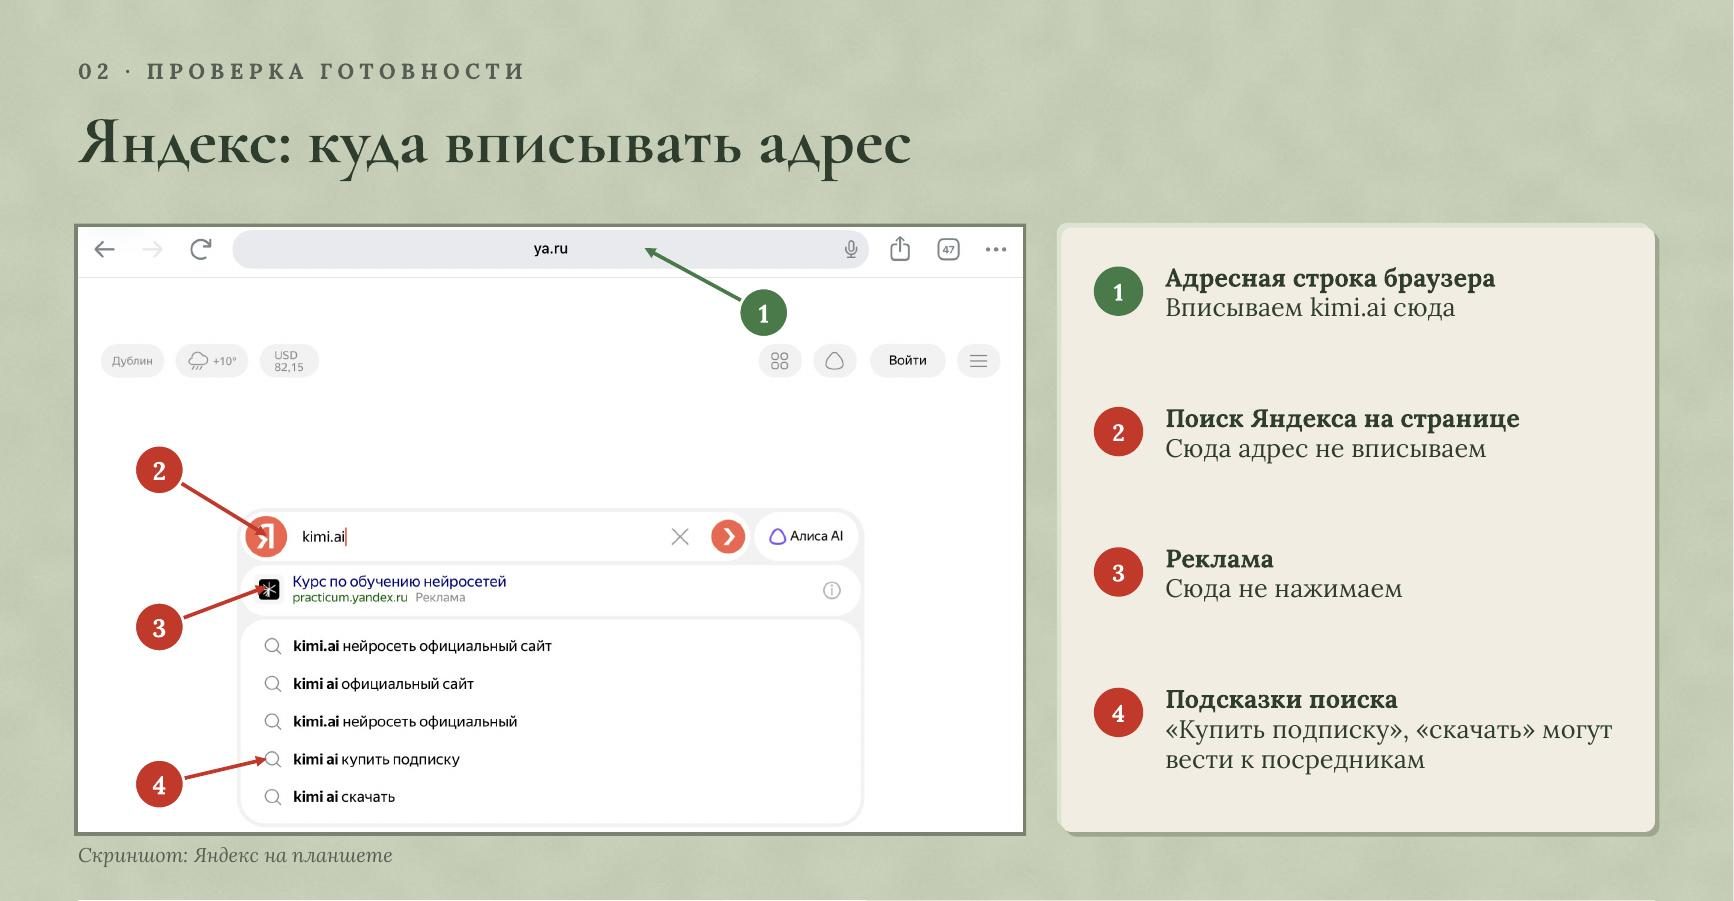 02 · ПРОВЕРКА ГОТОВНОСТИ
Яндекс: куда вписывать адрес
ya.ru
47
1
Дублин
+10°
USD
82,15
Войти
2
Я
kimi.ai
Алиса AI
Курс по обучению нейросетей
practicum.yandex.ru Реклама
3
kimi.ai нейросеть официальный сайт
kimi ai официальный сайт
kimi.ai нейросеть официальный
kimi ai купить подписку
4
kimi ai скачать
Скриншот: Яндекс на планшете
1
Адресная строка браузера
Вписываем kimi.ai сюда
2
Поиск Яндекса на странице
Сюда адрес не вписываем
3
Реклама
Сюда не нажимаем
4
Подсказки поиска
«Купить подписку», «скачать» могут
вести к посредникам